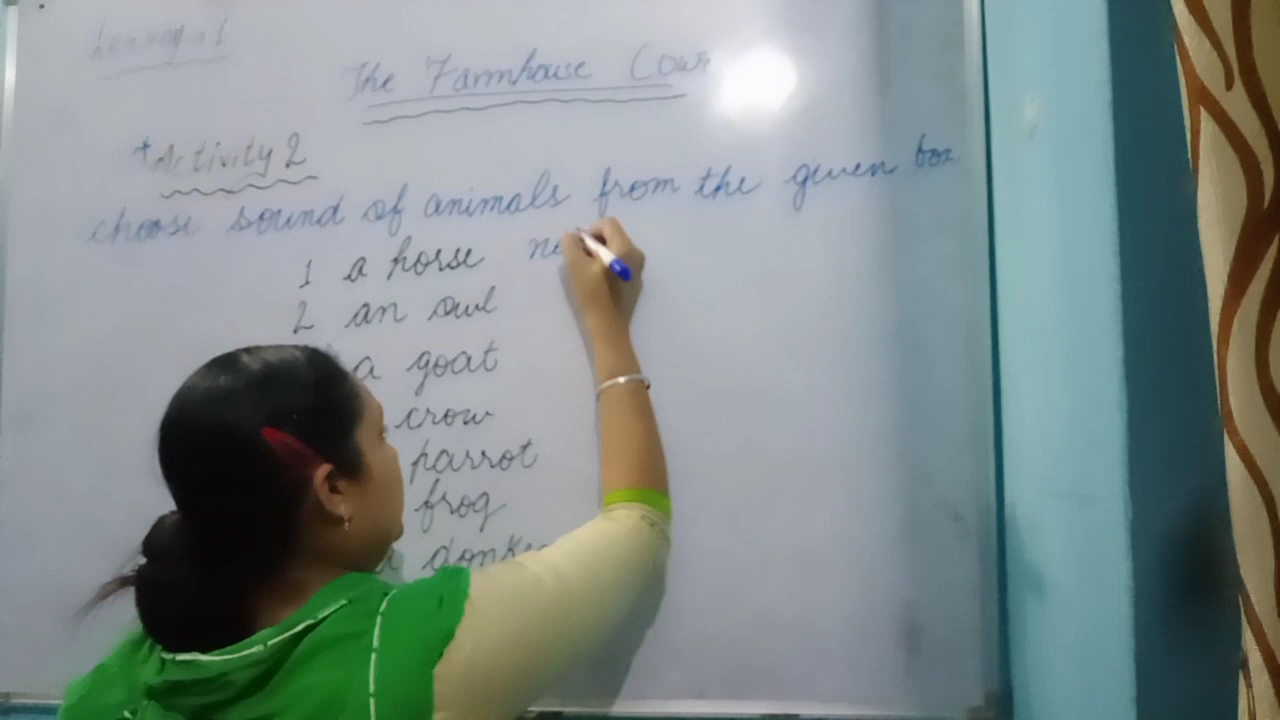 The Farmhouse
*Activity 2
choose sound of animals from the given box
1 a horse ne
2 an owl
a goat
crow
parrot
frog
a donke